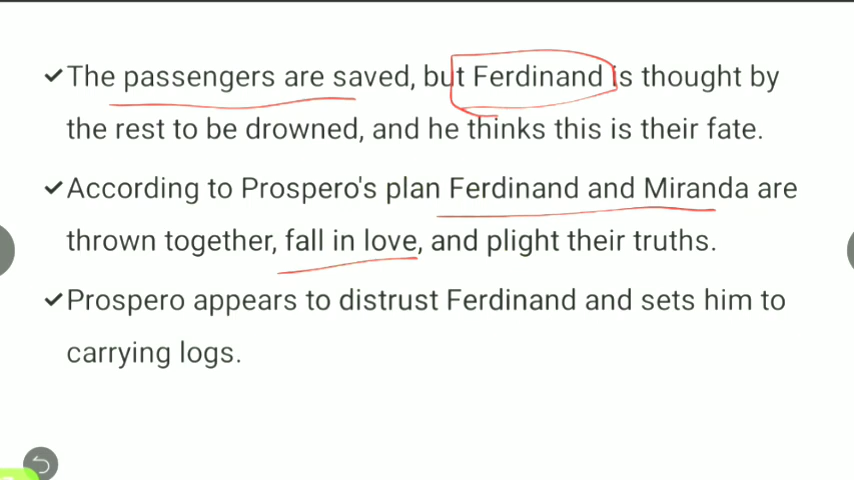 ✓The passengers are saved, but Ferdinand is thought by
the rest to be drowned, and he thinks this is their fate.
✓According to Prospero's plan Ferdinand and Miranda are
thrown together, fall in love, and plight their truths.
✓Prospero appears to distrust Ferdinand and sets him to
carrying logs.